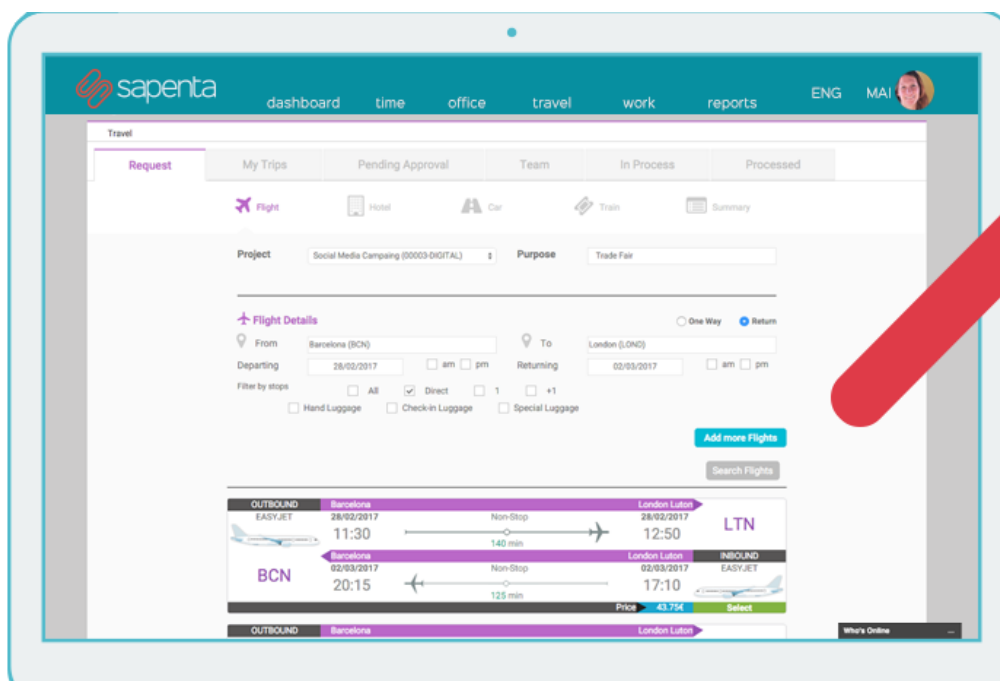 sapenta
dashboard time office travel work reports ENG MAI
Travel
Request My Trips Pending Approval Team In Process Processed
Flight Hotel Car Train Summary
Project Social Media Campaing (00003-DIGITAL) Purpose Trade Fair
Flight Details One Way Return
From Barcelona (BCN) To London (LOND)
Departing 28/02/2017 am pm Returning 02/03/2017 am pm
Filter by stops All Direct 1 +1
Hand Luggage Check-in Luggage Special Luggage
Add more Flights
Search Flights
OUTBOUND Barcelona London Luton
EASYJET 28/02/2017 Non-Stop 28/02/2017 LTN
11:30 12:50
140 min
Barcelona London Luton INBOUND
BCN 02/03/2017 Non-Stop 02/03/2017 EASYJET
20:15 17:10
125 min
Price 43.75€ Select
OUTBOUND Barcelona London Luton
Who's Online